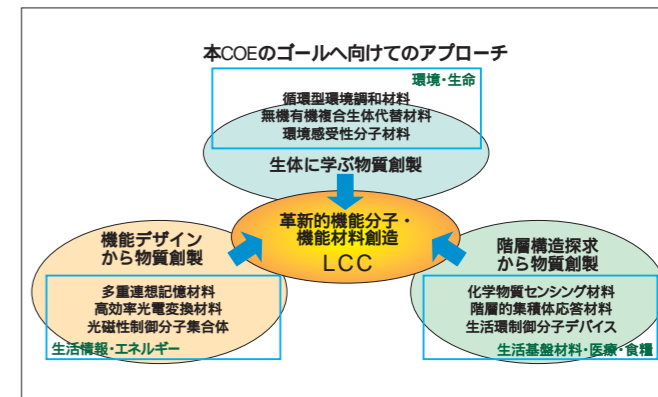 本COEのゴールへ向けてのアプローチ
環境・生命
循環型環境調和材料
無機有機複合生体代替材料
環境感受性分子材料
生体に学ぶ物質創製
革新的機能分子・
機能材料創造
LCC
機能デザイン
から物質創製
多重連想記憶材料
高効率光電変換材料
光磁性制御分子集合体
生活情報・エネルギー
階層構造探求
から物質創製
化学物質センシング材料
階層的集積体応答材料
生活環制御分子デバイス
生活基盤材料・医療・食糧